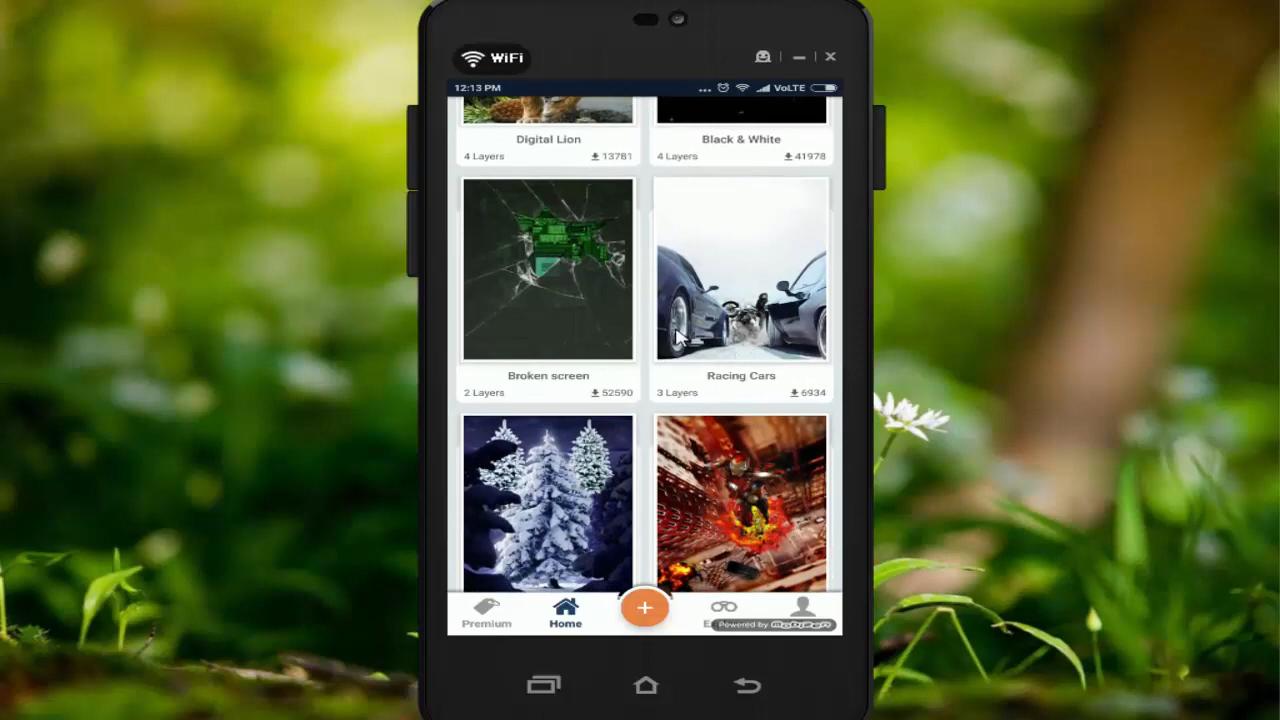 WiFi
12:13 PM
VoLTE
Digital Lion
Black & White
4 Layers
13781
4 Layers
41978
Broken screen
Racing Cars
2 Layers
52590
3 Layers
6934
Premium
Home
Powered by